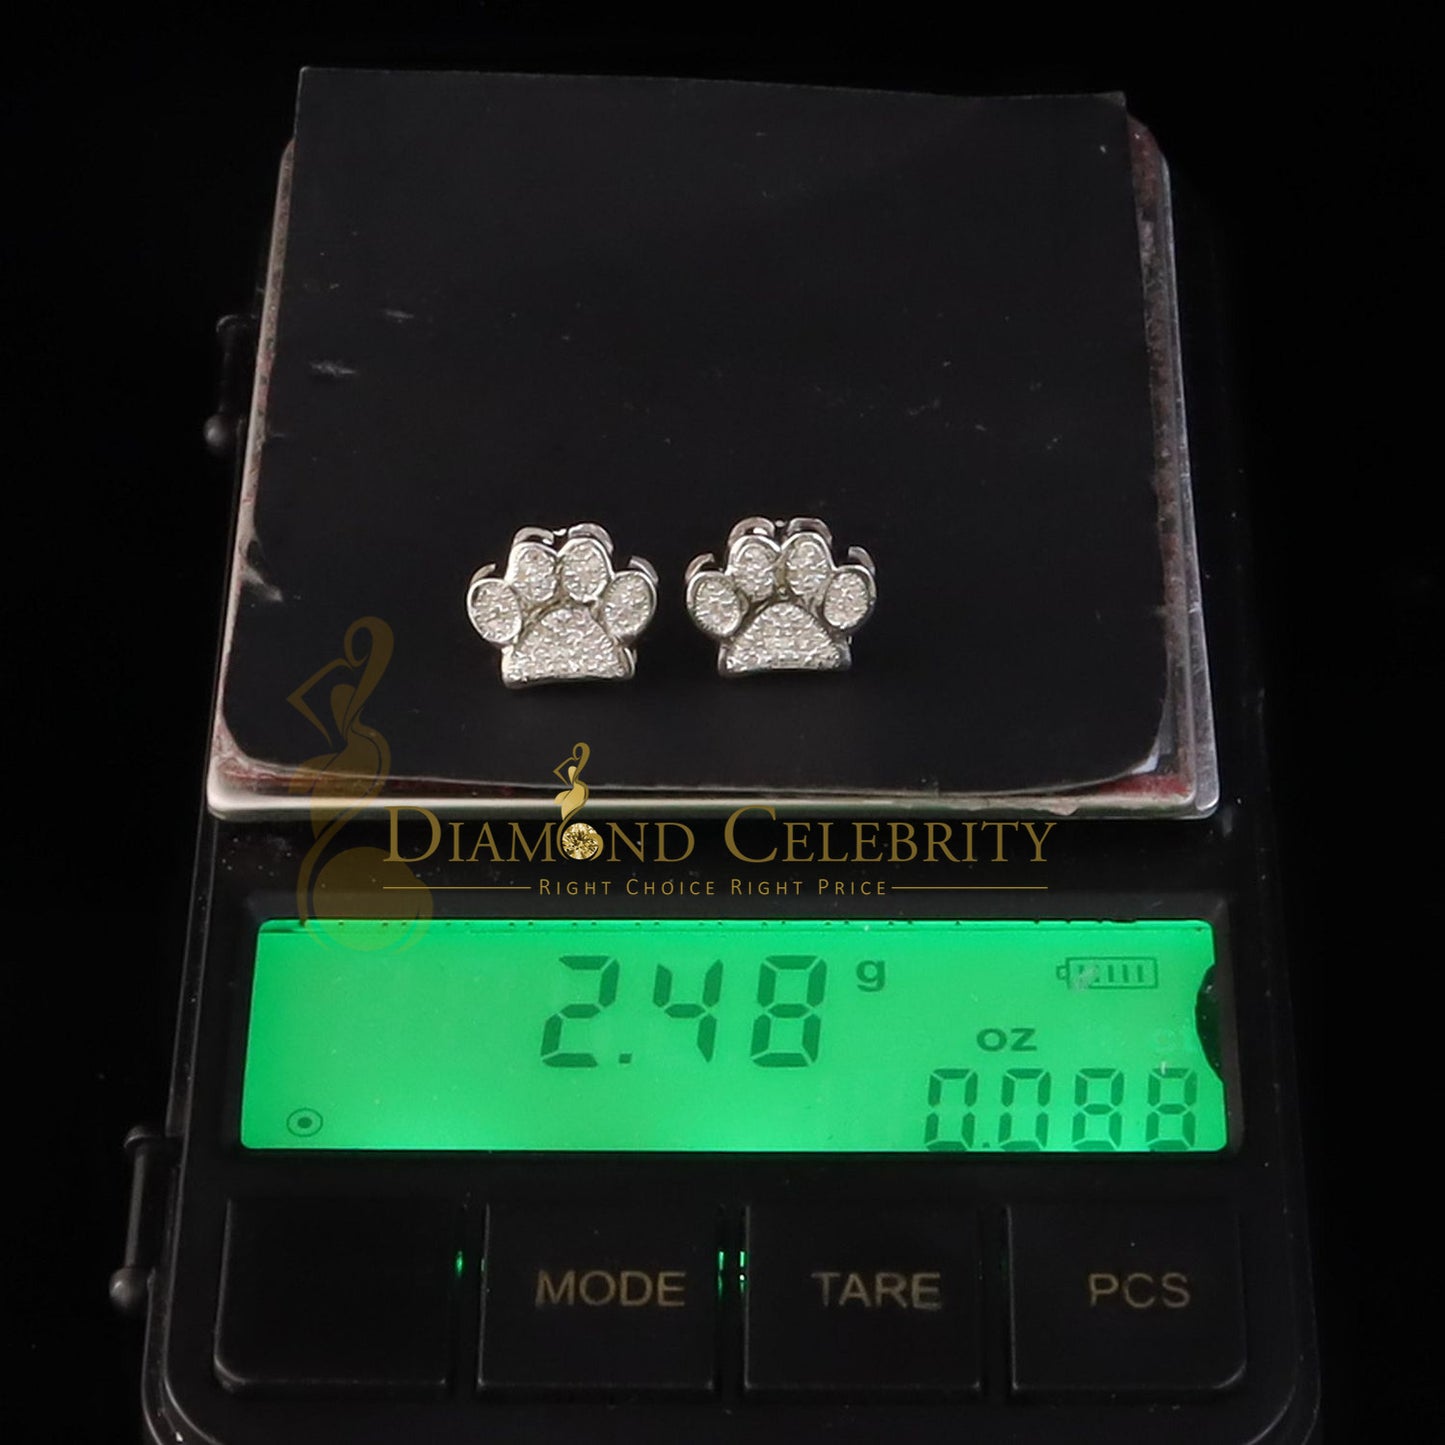 DIAMOND CELEBRITY
RIGHT CHOICE RIGHT PRICE
2.48 g
oz
0.088
MODE TARE PCS